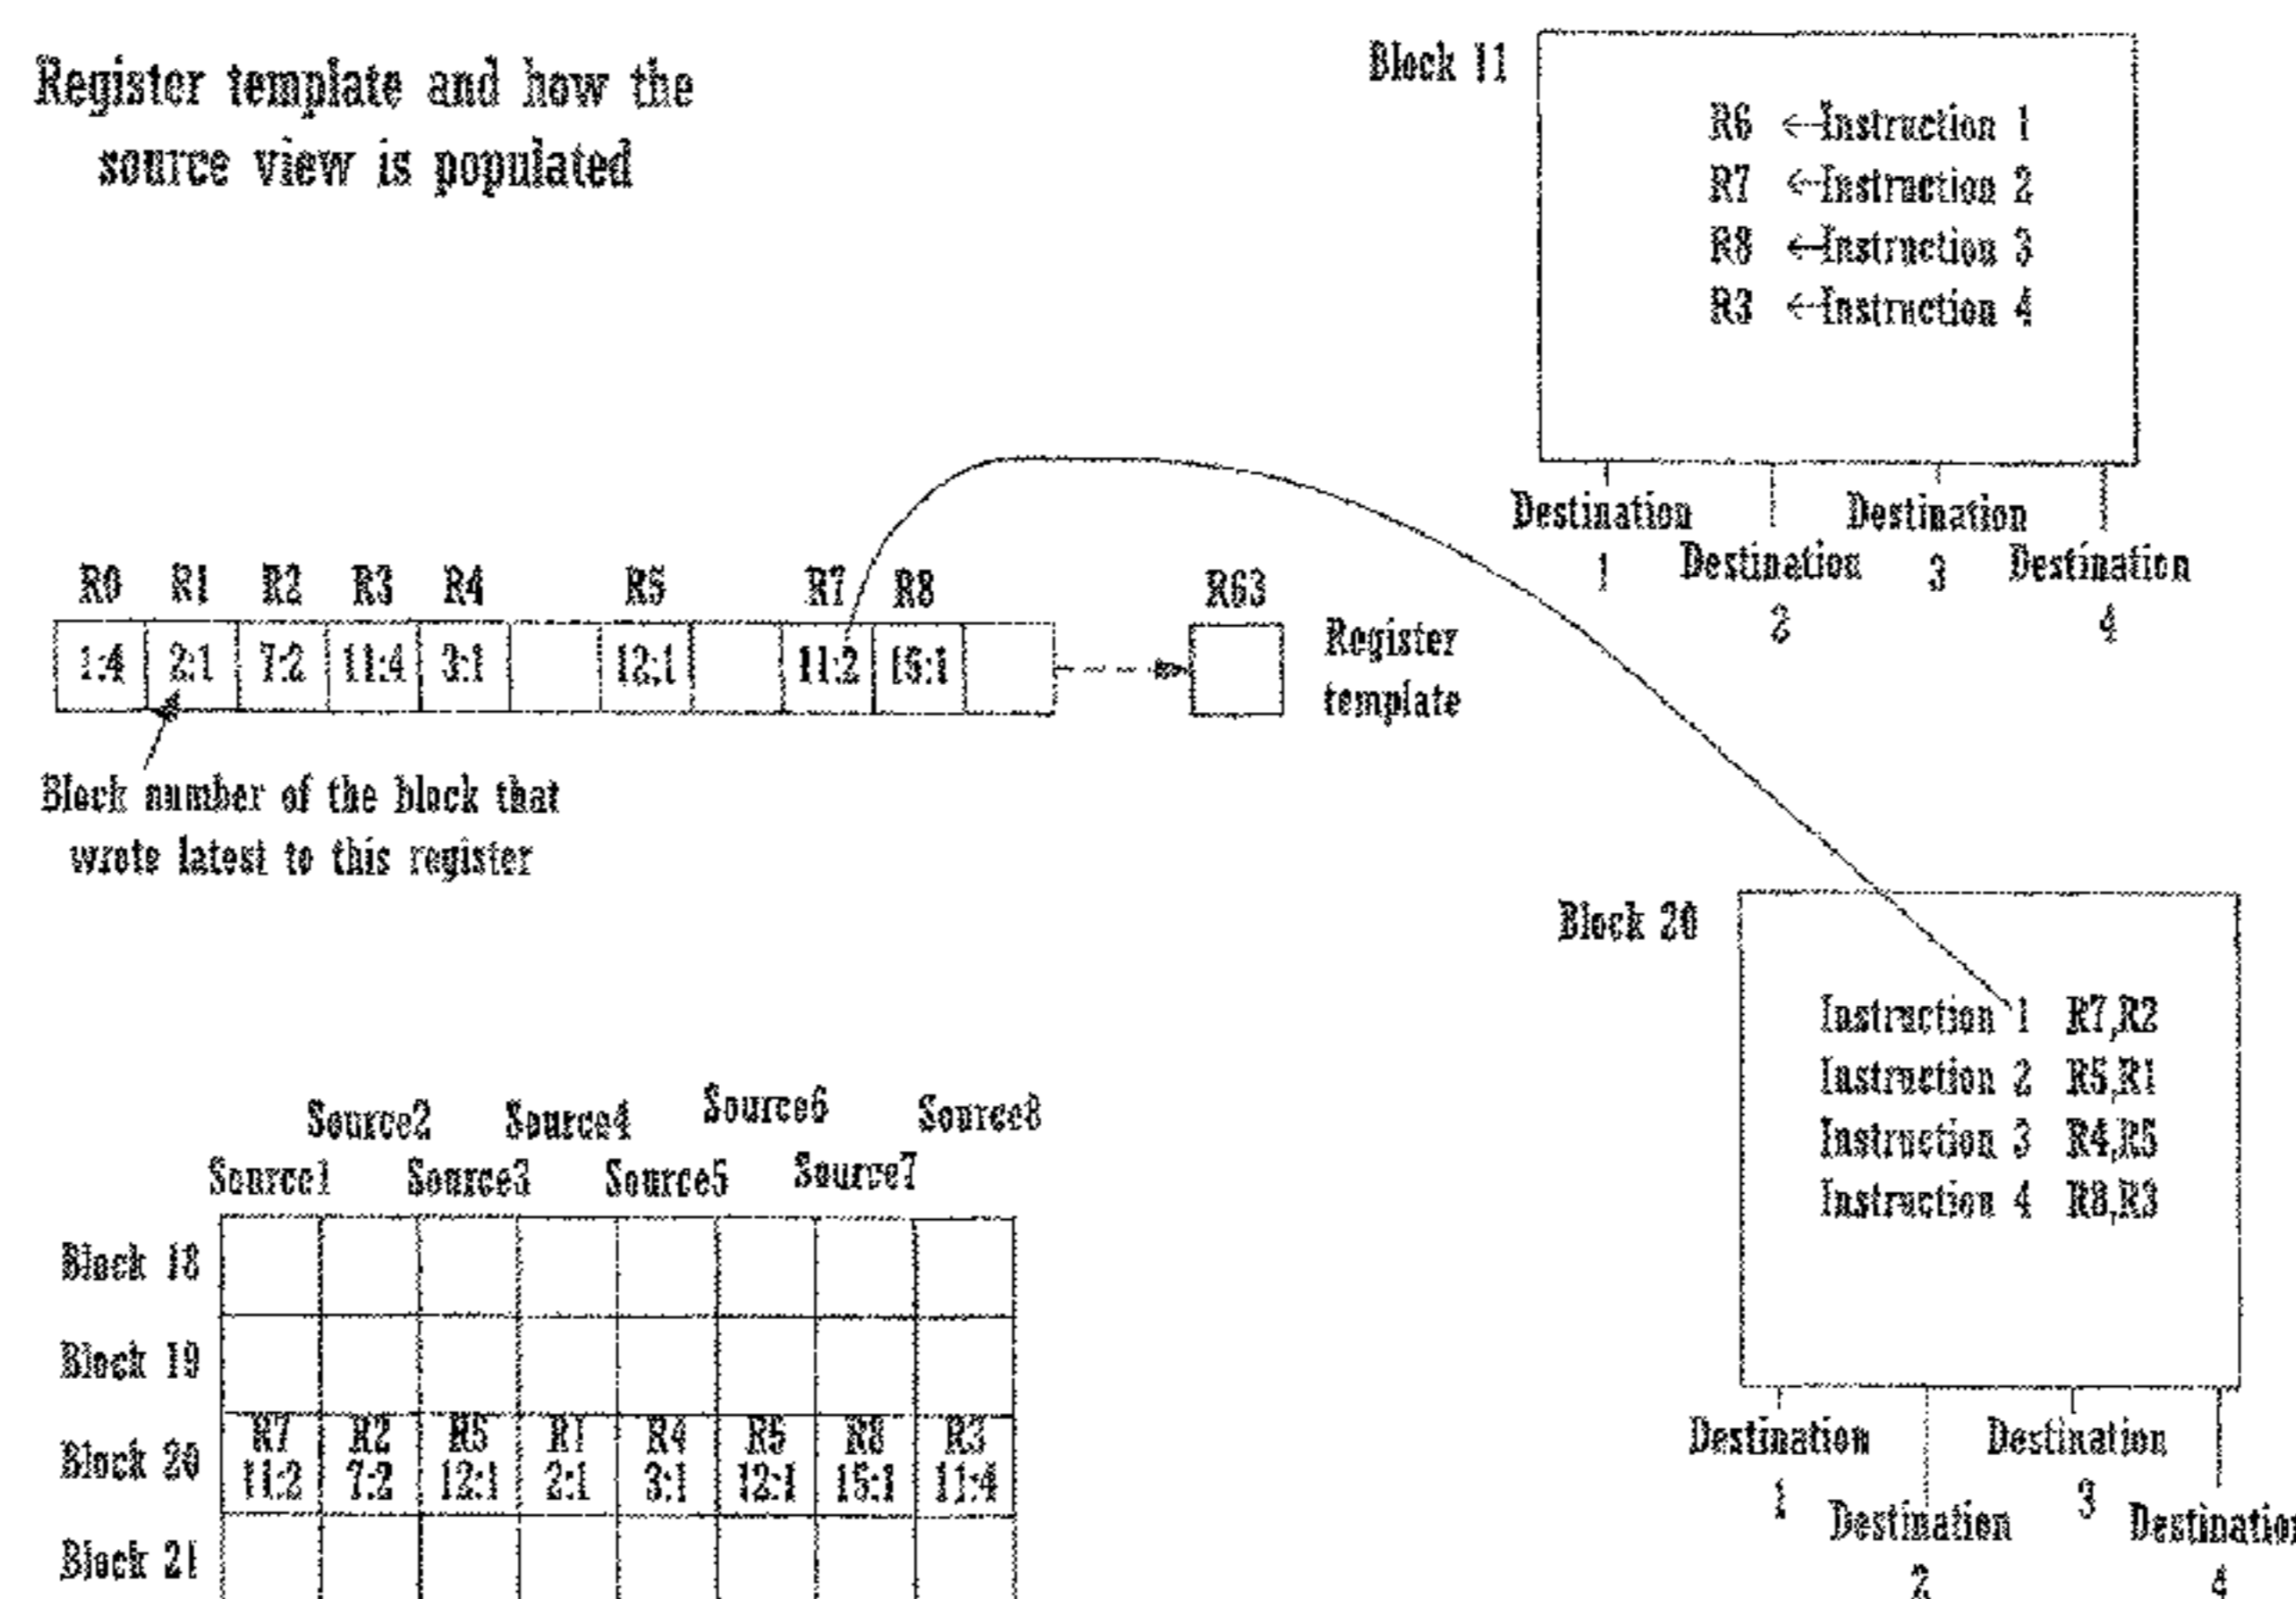 Register template and how the
source view is populated
Block 11
R6 ←Instruction 1
R7 ←Instruction 2
R8 ←Instruction 3
R3 ←Instruction 4
Destination 1
Destination 2
Destination 3
Destination 4
R0 R1 R2 R3 R4 R5 R7 R8 R63
1:4 2:1 7:2 11:4 3:1 12:1 11:2 15:1
Register
template
Block number of the block that
wrote latest to this register
Block 20
Instruction 1 R7,R2
Instruction 2 R5,R1
Instruction 3 R4,R5
Instruction 4 R8,R3
Destination 1
Destination 2
Destination 3
Destination 4
Source1 Source2 Source3 Source4 Source5 Source6 Source7 Source8
Block 18
Block 19
Block 20
R7 R2 R5 R1 R4 R5 R8 R3
11:2 7:2 12:1 2:1 3:1 12:1 15:1 11:4
Block 21